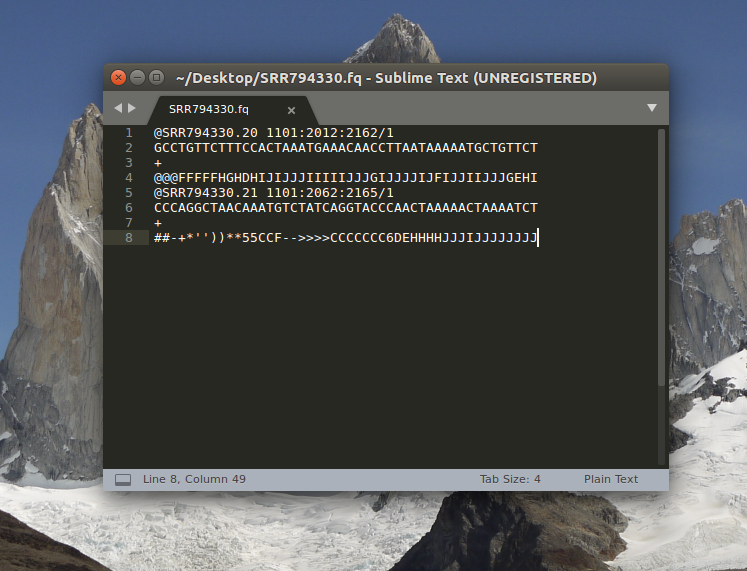 ~/Desktop/SRR794330.fq - Sublime Text (UNREGISTERED)
SRR794330.fq
1 @SRR794330.20 1101:2012:2162/1
2 GCCTGTTCTTTCCACTAAATGAAACAACCTTAATAAAAATGCTGTTCT
3 +
4 @@@FFFFFHGHDHIJIJJJIIIIIJJJGIJJJJIJFIJJIIJJJGEHI
5 @SRR794330.21 1101:2062:2165/1
6 CCCAGGCTAACAAATGTCTATCAGGTACCCAACTAAAAACTAAAATCT
7 +
8 ##-+*''))**55CCF-->>>>CCCCCCC6DEHHHHJJJIJJJJJJJJ
Line 8, Column 49
Tab Size: 4
Plain Text